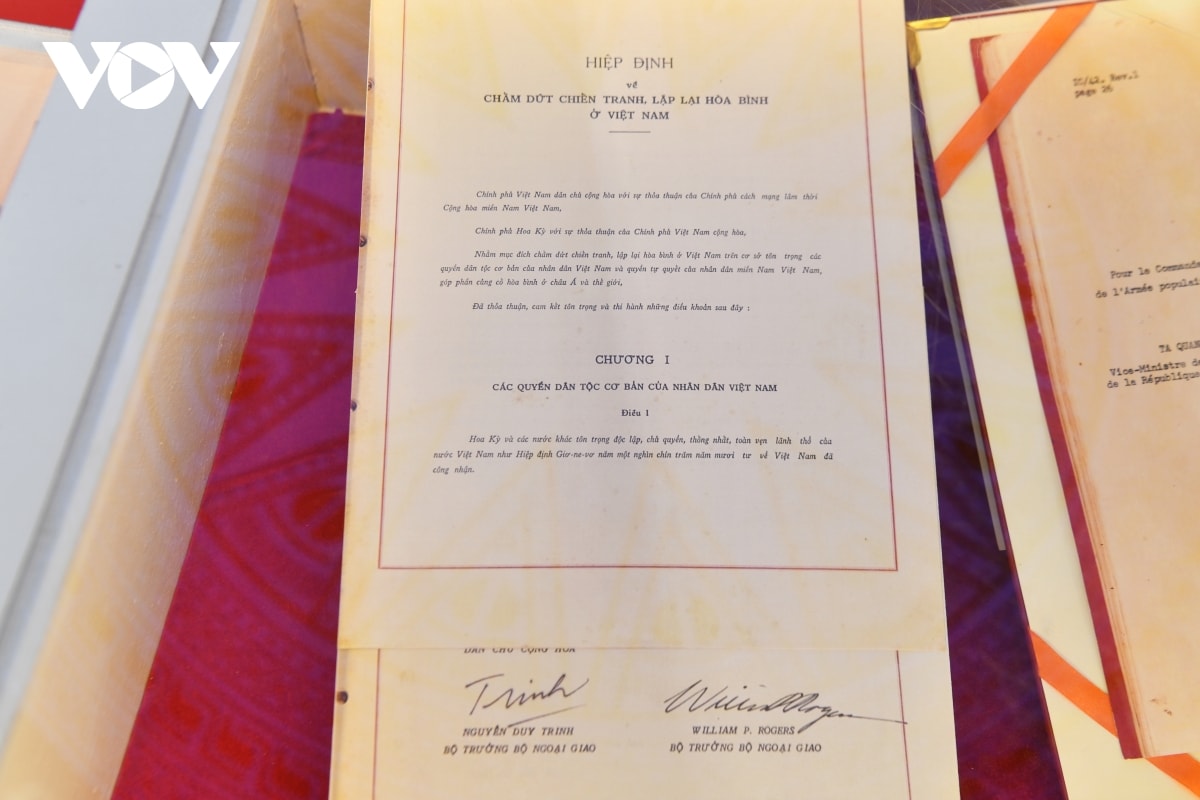 VOV
HIỆP ĐỊNH
về
CHẤM DỨT CHIẾN TRANH, LẬP LẠI HÒA BÌNH
Ở VIỆT NAM
Chính phủ Việt Nam dân chủ cộng hòa với sự thỏa thuận của Chính phủ cách mạng lâm thời
Cộng hòa miền Nam Việt Nam,
Chính phủ Hoa Kỳ với sự thỏa thuận của Chính phủ Việt Nam cộng hòa,
Nhằm mục đích chấm dứt chiến tranh, lập lại hòa bình ở Việt Nam trên cơ sở tôn trọng các
quyền dân tộc cơ bản của nhân dân Việt Nam và quyền tự quyết của nhân dân miền Nam Việt Nam,
góp phần củng cố hòa bình ở châu Á và thế giới,
Đã thỏa thuận, cam kết tôn trọng và thi hành những điều khoản sau đây :
CHƯƠNG I
CÁC QUYỀN DÂN TỘC CƠ BẢN CỦA NHÂN DÂN VIỆT NAM
Điều 1
Hoa Kỳ và các nước khác tôn trọng độc lập, chủ quyền, thống nhất, toàn vẹn lãnh thổ của
nước Việt Nam như Hiệp định Giơ-ne-vơ năm một nghìn chín trăm năm mươi tư về Việt Nam đã
công nhận.
DÂN CHỦ CỘNG HÒA
Trinh
NGUYỄN DUY TRINH
BỘ TRƯỞNG BỘ NGOẠI GIAO
William P Rogers
WILLIAM P. ROGERS
BỘ TRƯỞNG BỘ NGOẠI GIAO
IC/42. Rev.2
page 26
Pour le Commande
de l'Armée populai
TA QUAN
Vice-Ministre de
de la République